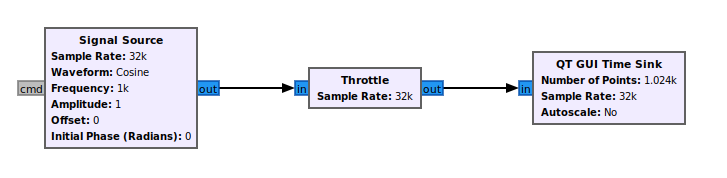 Signal Source
Sample Rate: 32k
Waveform: Cosine
Frequency: 1k
Amplitude: 1
Offset: 0
Initial Phase (Radians): 0
cmd
out
in
Throttle
Sample Rate: 32k
out
in
QT GUI Time Sink
Number of Points: 1.024k
Sample Rate: 32k
Autoscale: No